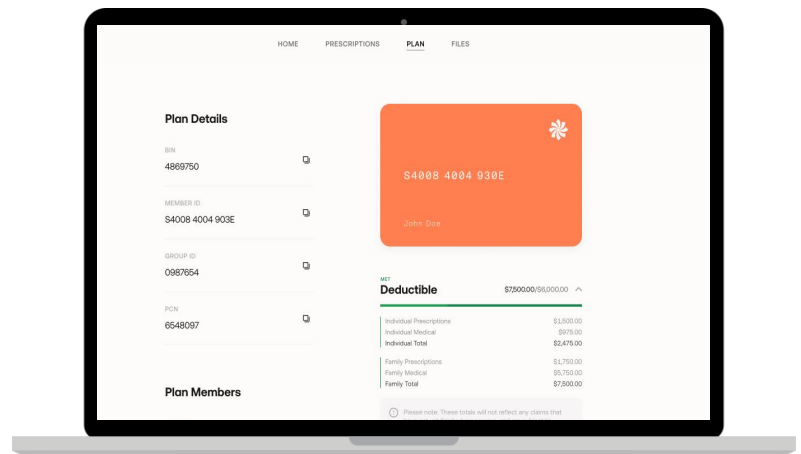 HOME PRESCRIPTIONS PLAN FILES
Plan Details
BIN
4869750
MEMBER ID
S4008 4004 903E
GROUP ID
0987654
PCN
6548097
Plan Members
S4008 4004 930E
John Doe
MET
Deductible $7,500.00/$6,000.00
Individual Prescriptions $1,500.00
Individual Medical $975.00
Individual Total $2,475.00
Family Prescriptions $1,750.00
Family Medical $5,750.00
Family Total $7,500.00
Please note: These totals will not reflect any claims that